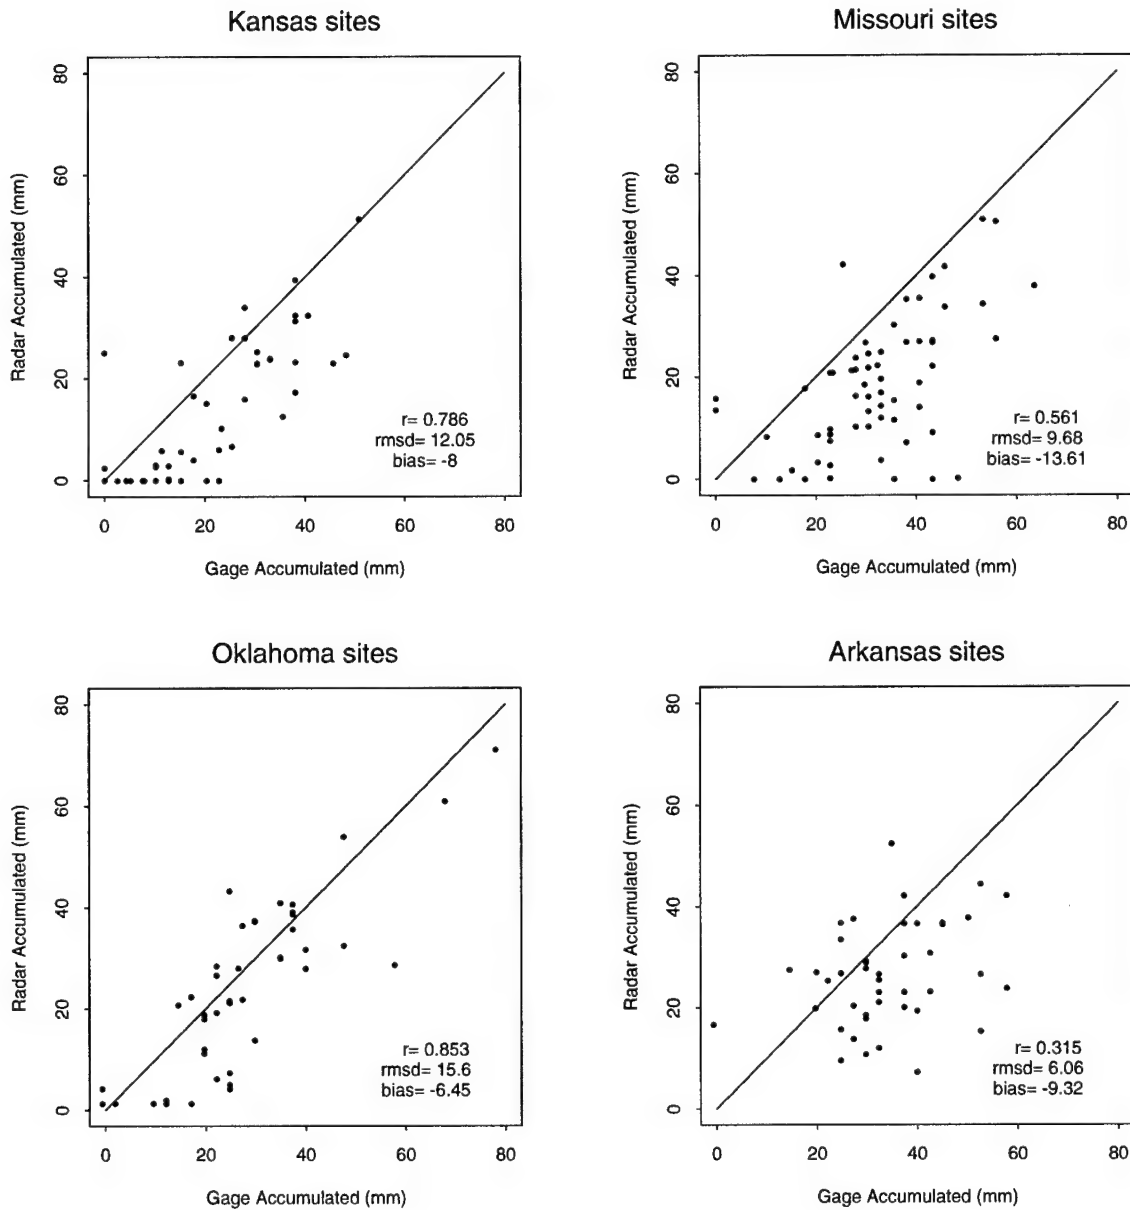 Kansas sites
Radar Accumulated (mm)
80
60
40
20
0
r= 0.786
rmsd= 12.05
bias= -8
0 20 40 60 80
Gage Accumulated (mm)
Missouri sites
Radar Accumulated (mm)
80
60
40
20
0
r= 0.561
rmsd= 9.68
bias= -13.61
0 20 40 60 80
Gage Accumulated (mm)
Oklahoma sites
Radar Accumulated (mm)
80
60
40
20
0
r= 0.853
rmsd= 15.6
bias= -6.45
0 20 40 60 80
Gage Accumulated (mm)
Arkansas sites
Radar Accumulated (mm)
80
60
40
20
0
r= 0.315
rmsd= 6.06
bias= -9.32
0 20 40 60 80
Gage Accumulated (mm)